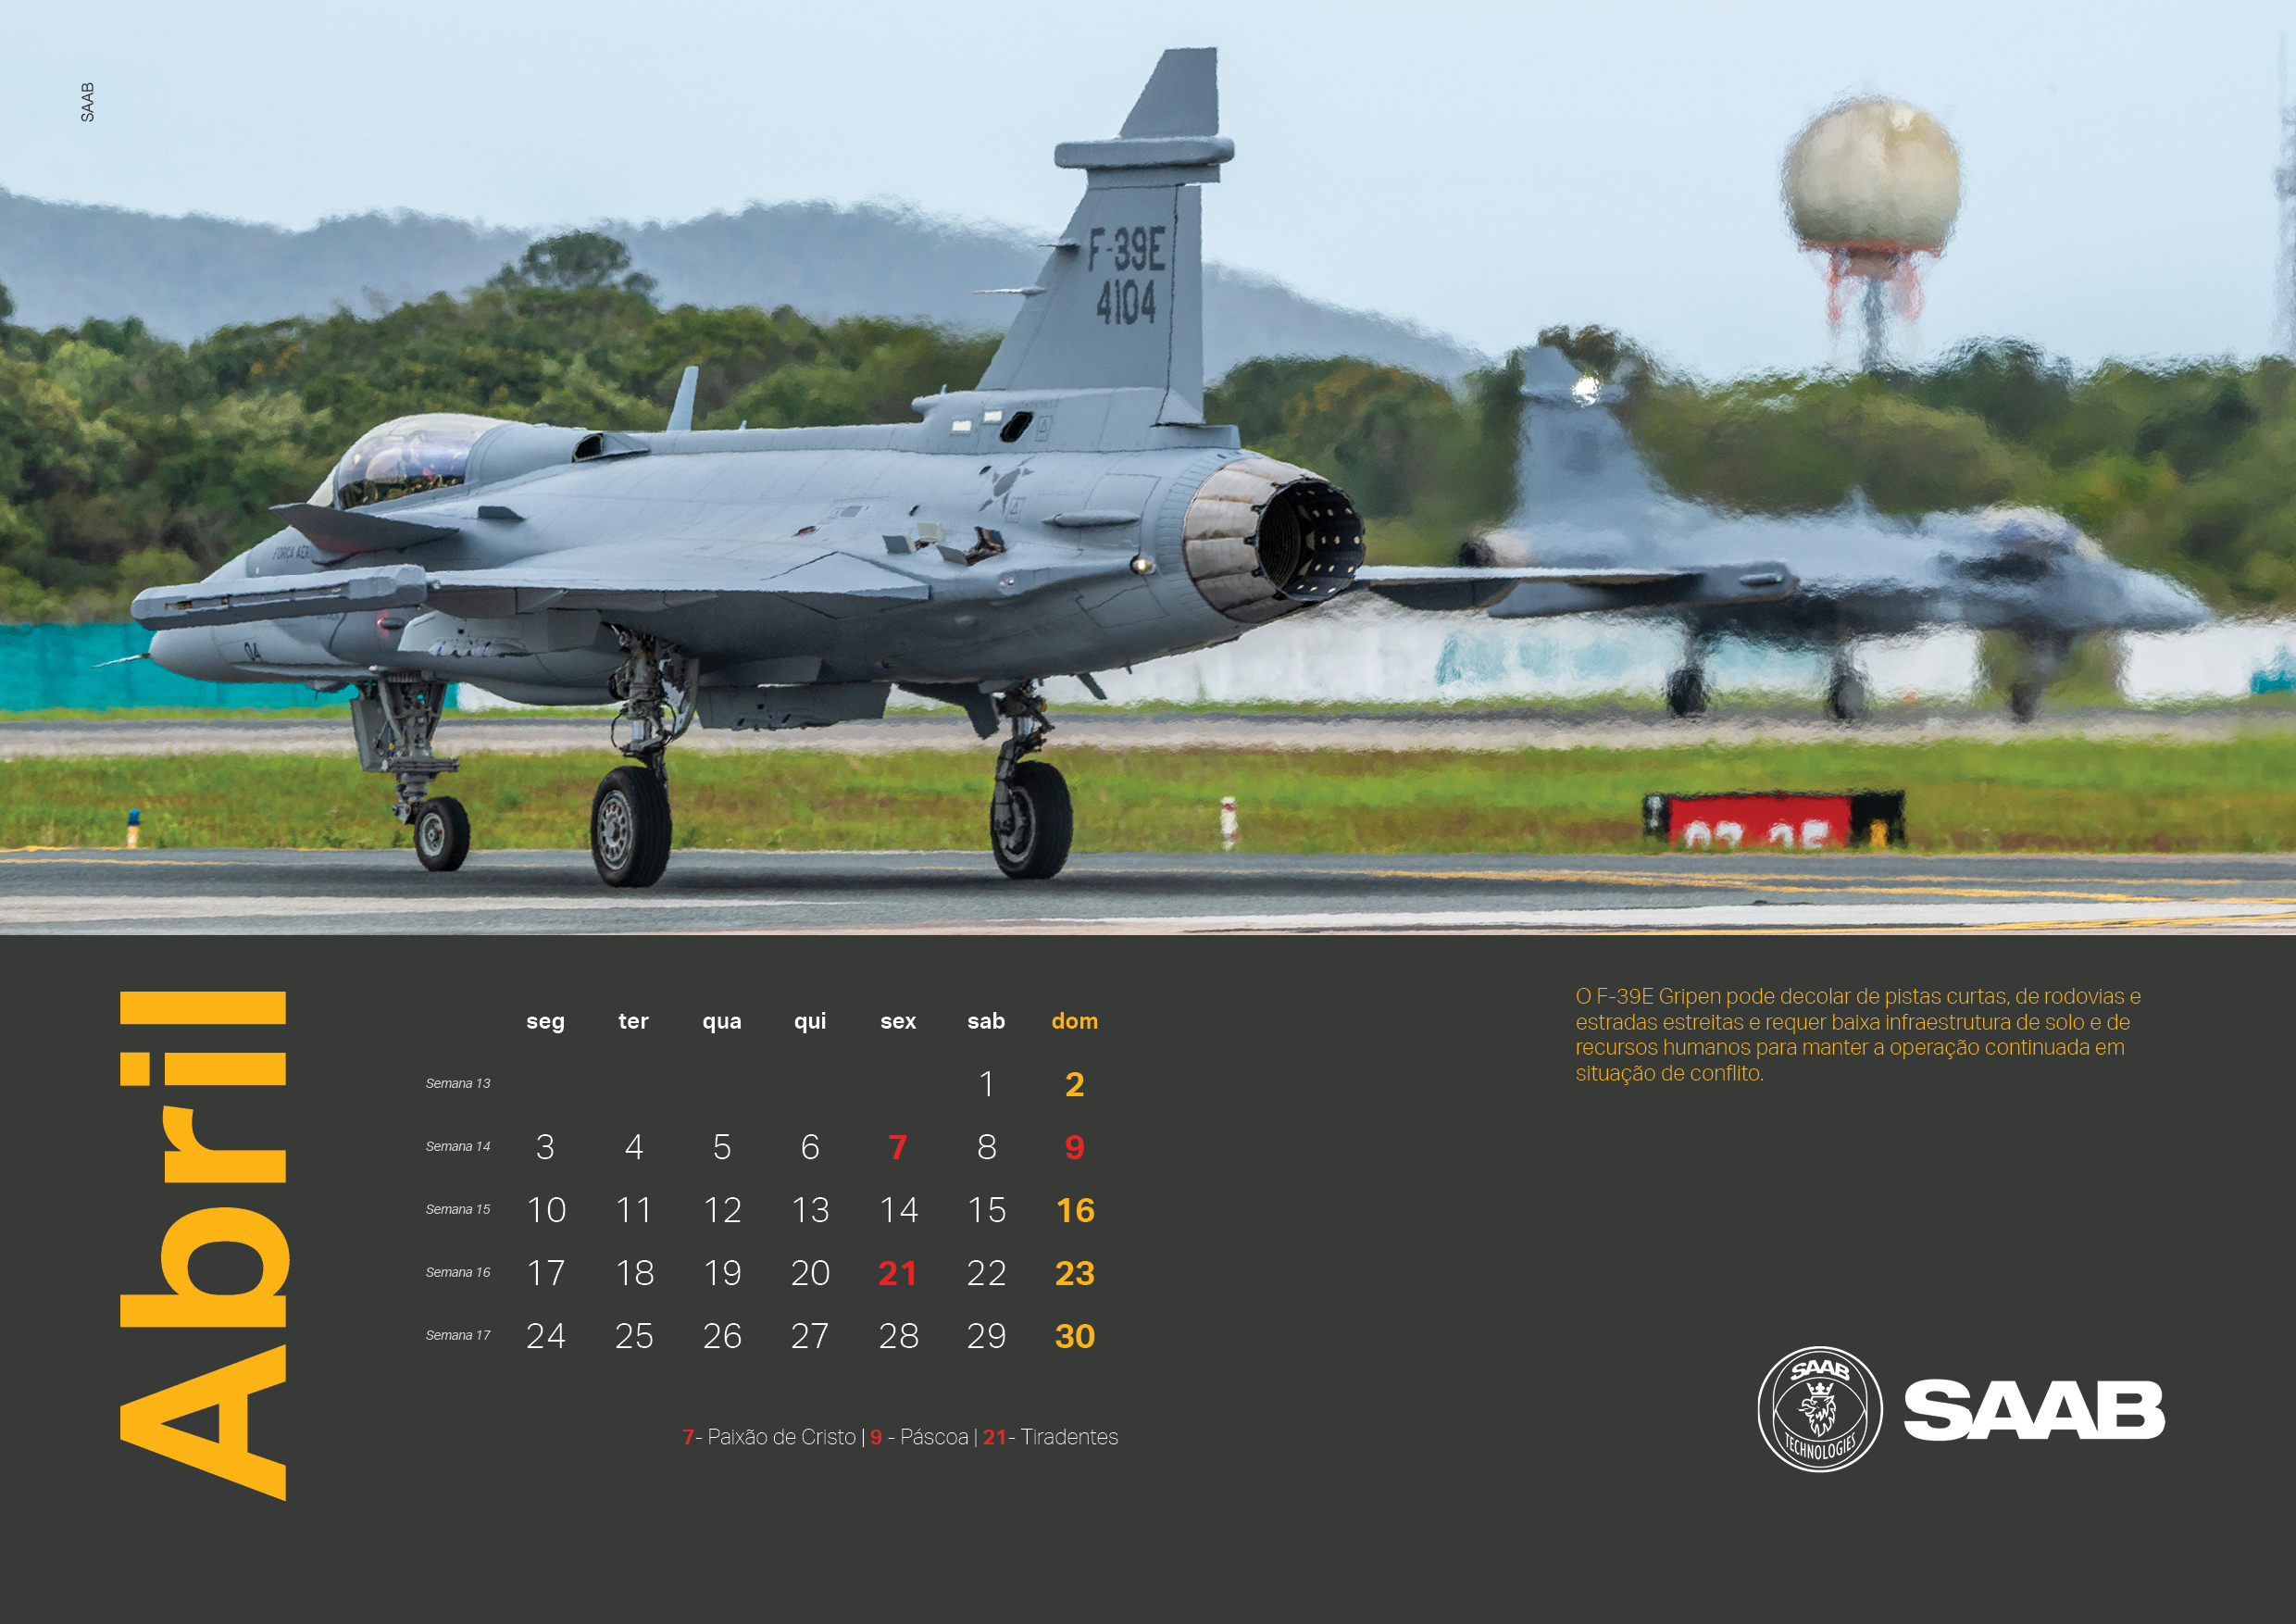 SAAB
F-39E
4104
FORÇA AÉR
04
Abril
seg ter qua qui sex sab dom
Semana 13 1 2
Semana 14 3 4 5 6 7 8 9
Semana 15 10 11 12 13 14 15 16
Semana 16 17 18 19 20 21 22 23
Semana 17 24 25 26 27 28 29 30
7- Paixão de Cristo | 9 - Páscoa | 21- Tiradentes
O F-39E Gripen pode decolar de pistas curtas, de rodovias e
estradas estreitas e requer baixa infraestrutura de solo e de
recursos humanos para manter a operação continuada em
situação de conflito.
SAAB
TECHNOLOGIES
SAAB